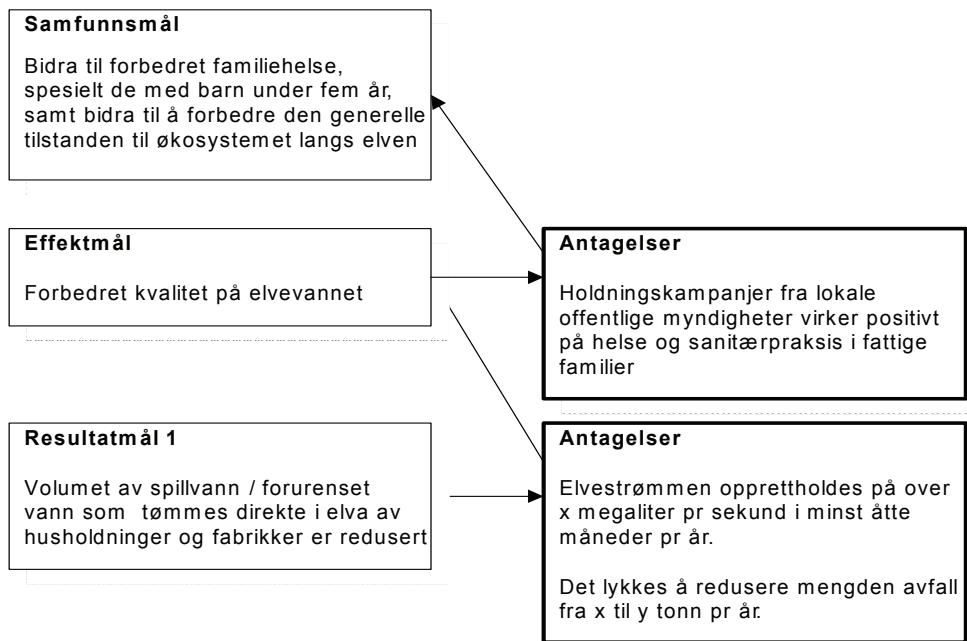 Samfunnsmål
Bidra til forbedret familiehelse,
spesielt de med barn under fem år,
samt bidra til å forbedre den generelle
tilstanden til økosystemet langs elven
Effektmål
Forbedret kvalitet på elvevannet
Antagelser
Holdningskampanjer fra lokale
offentlige myndigheter virker positivt
på helse og sanitærpraksis i fattige
familier
Resultatmål 1
Volumet av spillvann / forurenset
vann som tømmes direkte i elva av
husholdninger og fabrikker er redusert
Antagelser
Elvestrømmen opprettholdes på over
x megaliter pr sekund i minst åtte
måneder pr år.
Det lykkes å redusere mengden avfall
fra x til y tonn pr år.